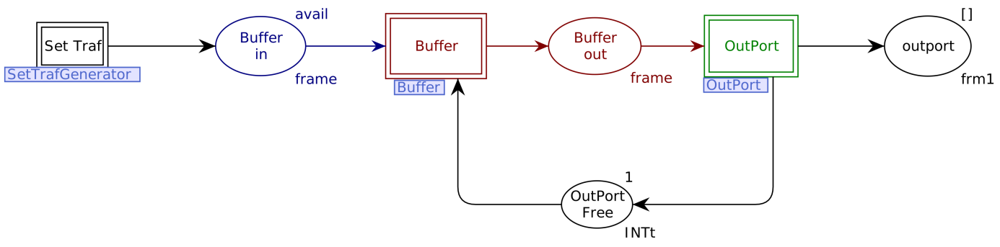 avail
[]
Set Traf
Buffer
in
Buffer
Buffer
out
OutPort
outport
SetTrafGenerator
frame
Buffer
frame
OutPort
frm1
1
OutPort
Free
INTt